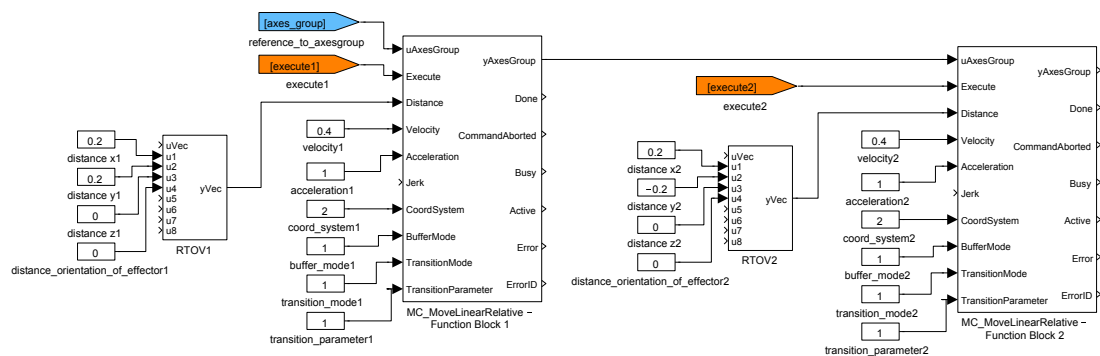 [axes_group]
reference_to_axesgroup
[execute1]
execute1
0.2
distance x1
0.2
distance y1
0
distance z1
0
distance_orientation_of_effector1
uVec
u1
u2
u3
u4
u5
u6
u7
u8
yVec
RTOV1
0.4
velocity1
1
acceleration1
2
coord_system1
1
buffer_mode1
1
transition_mode1
1
transition_parameter1
uAxesGroup
Execute
Distance
Velocity
Acceleration
Jerk
CoordSystem
BufferMode
TransitionMode
TransitionParameter
yAxesGroup
Done
CommandAborted
Busy
Active
Error
ErrorID
MC_MoveLinearRelative −
Function Block 1
[execute2]
execute2
0.2
distance x2
−0.2
distance y2
0
distance z2
0
distance_orientation_of_effector2
uVec
u1
u2
u3
u4
u5
u6
u7
u8
yVec
RTOV2
0.4
velocity2
1
acceleration2
2
coord_system2
1
buffer_mode2
1
transition_mode2
1
transition_parameter2
uAxesGroup
Execute
Distance
Velocity
Acceleration
Jerk
CoordSystem
BufferMode
TransitionMode
TransitionParameter
yAxesGroup
Done
CommandAborted
Busy
Active
Error
ErrorID
MC_MoveLinearRelative −
Function Block 2